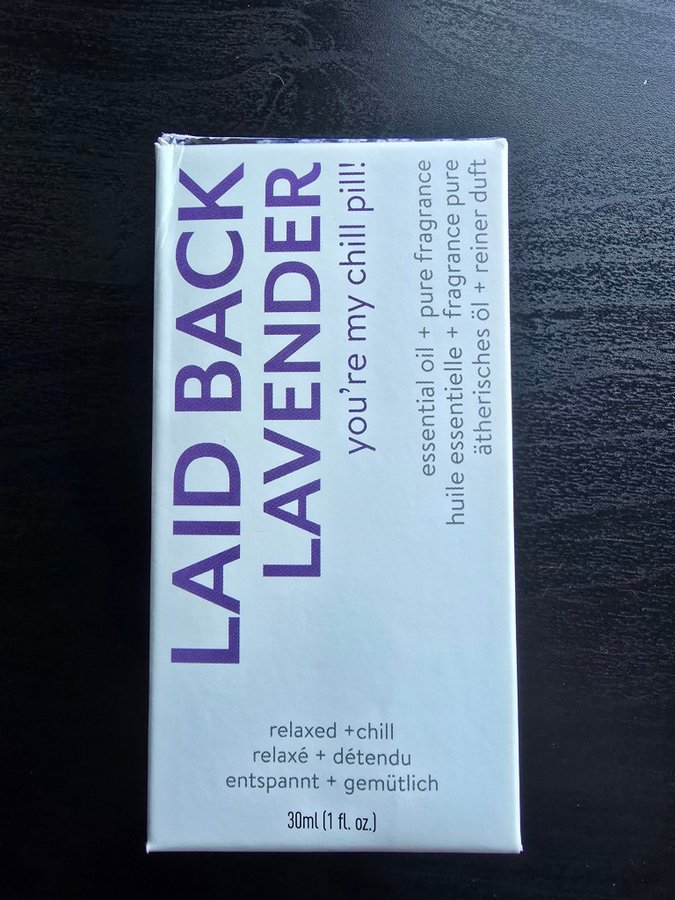 LAID BACK
LAVENDER
you're my chill pill!
essential oil + pure fragrance
huile essentielle + fragrance pure
ätherisches öl + reiner duft
relaxed +chill
relaxé + détendu
entspannt + gemütlich
30ml (1 fl. oz.)